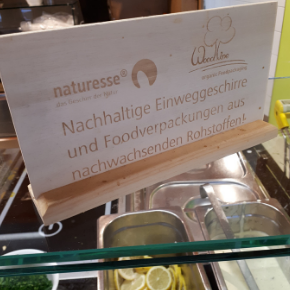 naturesse®
Nachhaltige Einweggeschirre
und Foodverpackungen aus
nachwachsenden Rohstoffen!